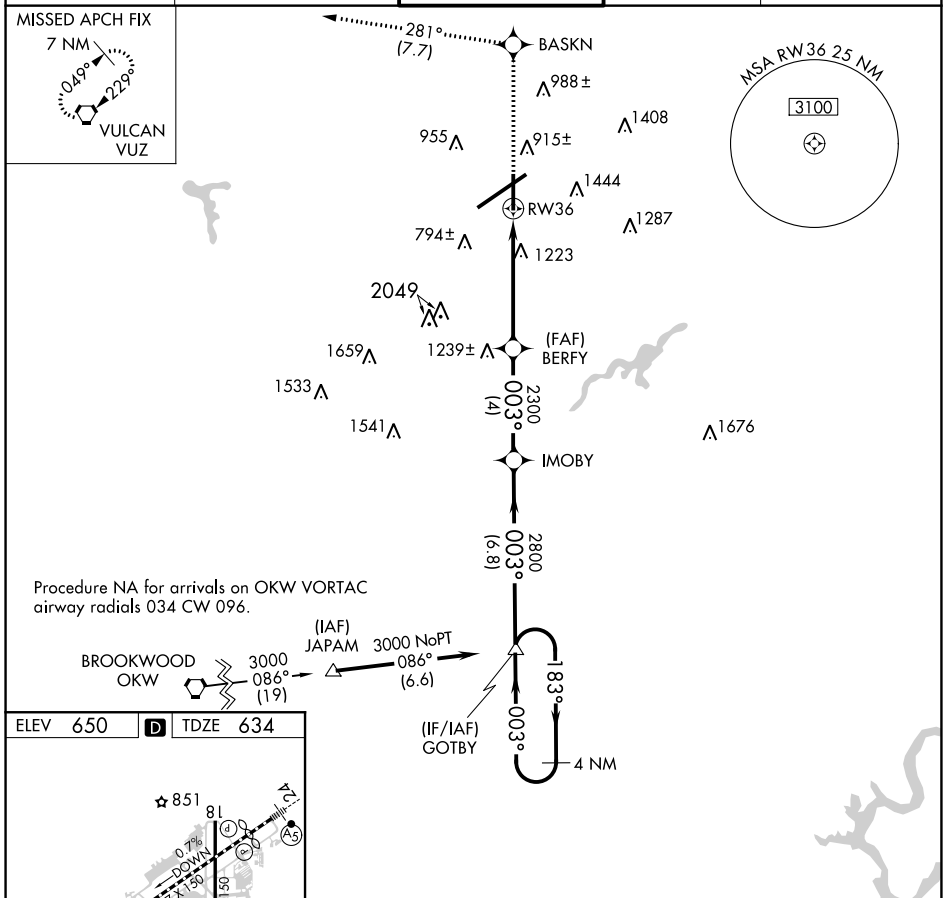 MISSED APCH FIX
7 NM
049°
229°
VULCAN
VUZ
281°
(7.7)
BASKN
988±
1408
955
915±
1444
RW36
1287
794±
1223
2049
MSA RW36 25 NM
3100
1659
1239±
(FAF)
BERFY
1533
2300
003°
(4)
1541
1676
IMOBY
2800
003°
(6.8)
Procedure NA for arrivals on OKW VORTAC
airway radials 034 CW 096.
(IAF)
JAPAM
3000 NoPT
086°
(6.6)
BROOKWOOD
OKW
3000
086°
(19)
183°
003°
(IF/IAF)
GOTBY
4 NM
ELEV 650
D
TDZE 634
851
18
24
P
P
A5
0.7%
DOWN
X 150
150